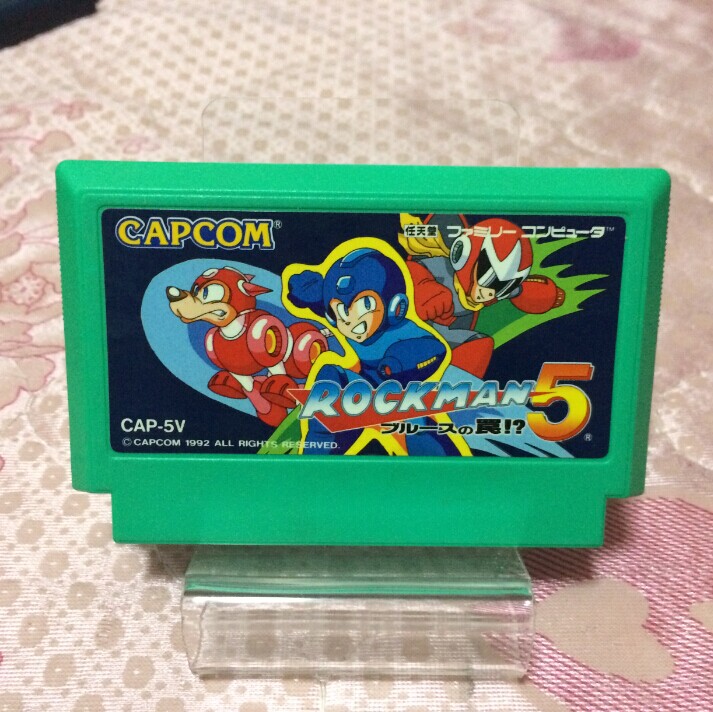 CAPCOM®
任天堂 ファミリー コンピュータ™
ROCKMAN 5®
ブルースの罠!?
CAP-5V
©CAPCOM 1992 ALL RIGHTS RESERVED.